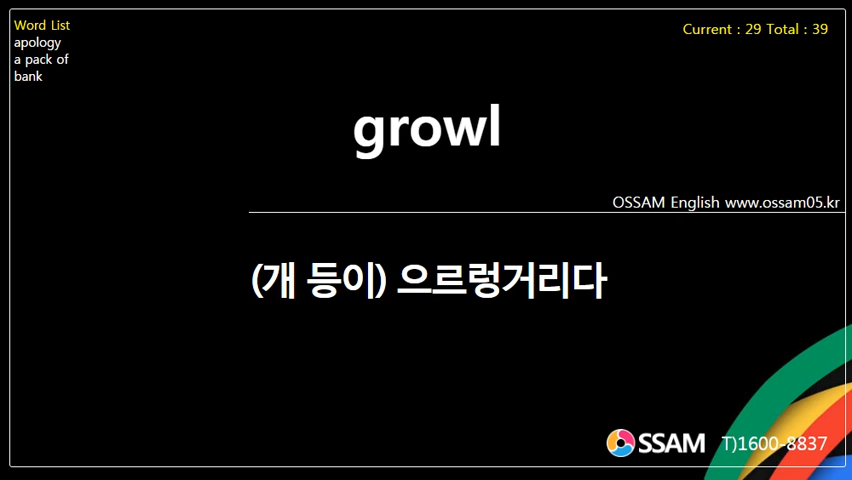 Word List
Current : 29 Total : 39
apology
a pack of
bank
growl
OSSAM English www.ossam05.kr
(개 등이) 으르렁거리다
OSSAM T)1600-8837